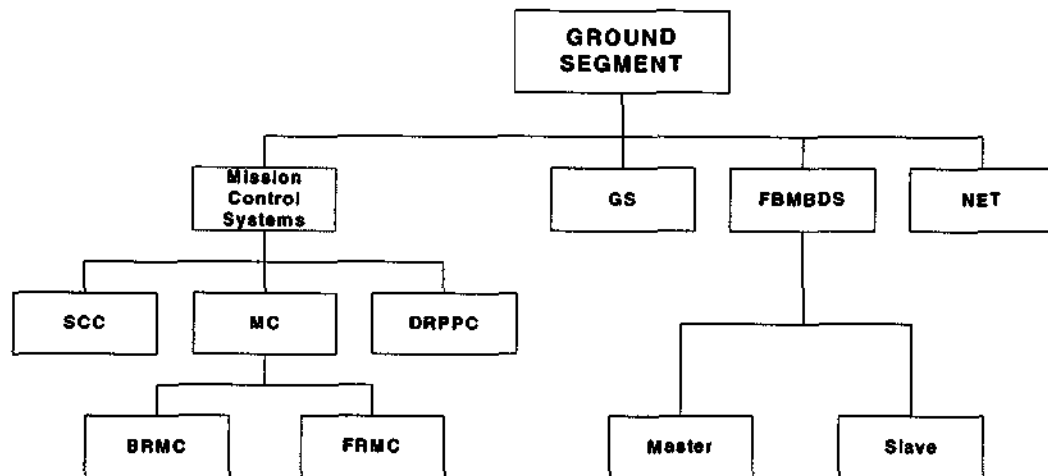 GROUND
SEGMENT
Mission
Control
Systems
GS
FBMBDS
NET
SCC
MC
DRPPC
BRMC
FRMC
Master
Slave